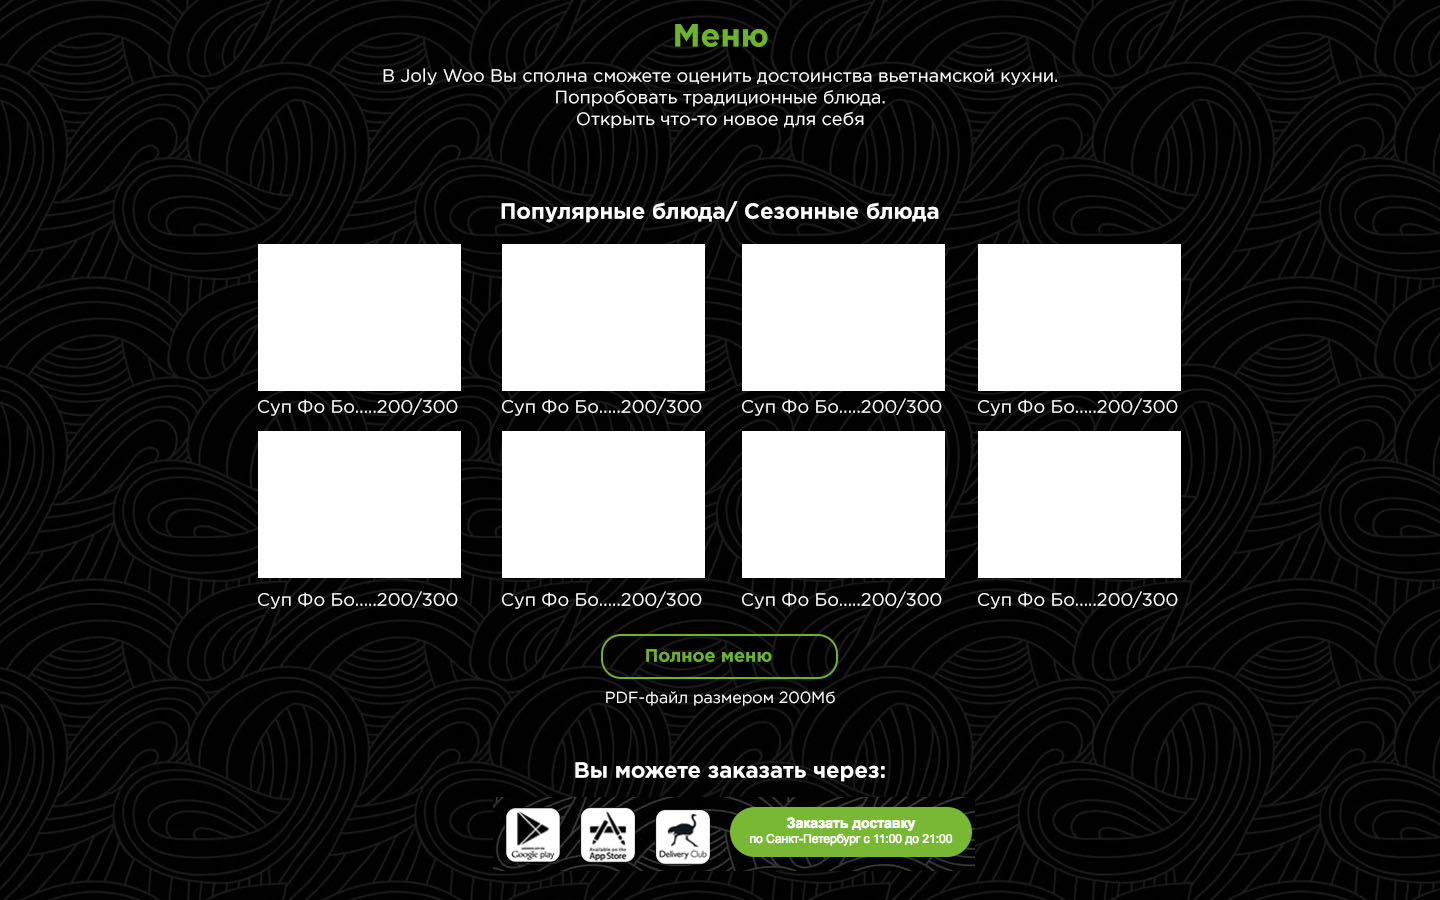 Меню
В Joly Woo Вы сполна сможете оценить достоинства вьетнамской кухни.
Попробовать традиционные блюда.
Открыть что-то новое для себя
Популярные блюда/ Сезонные блюда
Суп Фо Бо.....200/300
Суп Фо Бо.....200/300
Суп Фо Бо.....200/300
Суп Фо Бо.....200/300
Суп Фо Бо.....200/300
Суп Фо Бо.....200/300
Суп Фо Бо.....200/300
Суп Фо Бо.....200/300
Полное меню
PDF-файл размером 200Мб
Вы можете заказать через:
Google play
Available on the
App Store
Delivery Club
Заказать доставку
по Санкт-Петербург с 11:00 до 21:00